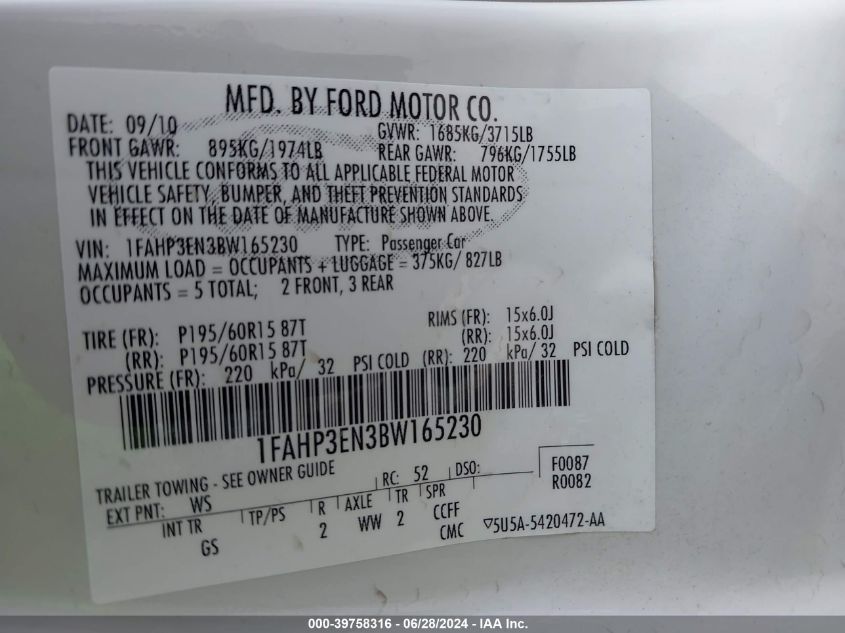 MFD. BY FORD MOTOR CO.
DATE: 09/10 GVWR: 1685KG/3715LB
FRONT GAWR: 895KG/1974LB REAR GAWR: 796KG/1755LB
THIS VEHICLE CONFORMS TO ALL APPLICABLE FEDERAL MOTOR
VEHICLE SAFETY, BUMPER, AND THEFT PREVENTION STANDARDS
IN EFFECT ON THE DATE OF MANUFACTURE SHOWN ABOVE.
VIN: 1FAHP3EN3BW165230 TYPE: Passenger Car
MAXIMUM LOAD = OCCUPANTS + LUGGAGE = 375KG/ 827LB
OCCUPANTS = 5 TOTAL; 2 FRONT, 3 REAR
TIRE (FR): P195/60R15 87T RIMS (FR): 15x6.0J
(RR): P195/60R15 87T (RR): 15x6.0J
PRESSURE (FR): 220 kPa/ 32 PSI COLD (RR): 220 kPa/ 32 PSI COLD
1FAHP3EN3BW165230
TRAILER TOWING - SEE OWNER GUIDE RC: 52 DSO: F0087
EXT PNT: WS R0082
INT TR TP/PS R AXLE TR SPR
GS 2 WW 2 CCFF
CMC ▽5U5A-5420472-AA
000-39758316 / 06/28/2024 - IAA Inc.